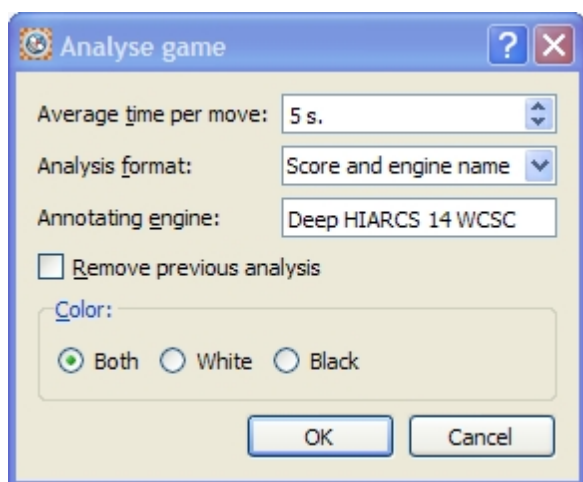 Analyse game
Average time per move: 5 s.
Analysis format: Score and engine name
Annotating engine: Deep HIARCS 14 WCSC
Remove previous analysis
Color:
Both White Black
OK Cancel